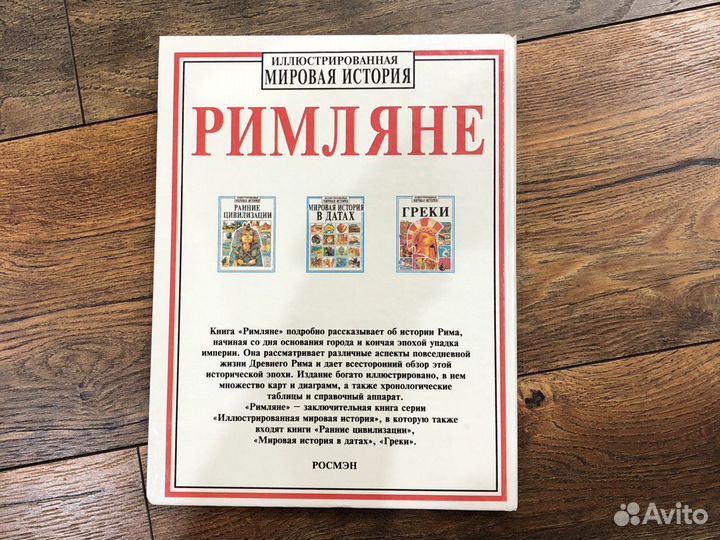 ИЛЛЮСТРИРОВАННАЯ
МИРОВАЯ ИСТОРИЯ
РИМЛЯНЕ
РАННИЕ
ЦИВИЛИЗАЦИИ
МИРОВАЯ ИСТОРИЯ
В ДАТАХ
ГРЕКИ
Книга «Римляне» подробно рассказывает об истории Рима,
начиная со дня основания города и кончая эпохой упадка
империи. Она рассматривает различные аспекты повседневной
жизни Древнего Рима и дает всесторонний обзор этой
исторической эпохи. Издание богато иллюстрировано, в нем
множество карт и диаграмм, а также хронологические
таблицы и справочный аппарат.
«Римляне» — заключительная книга серии
«Иллюстрированная мировая история», в которую также
входят книги «Ранние цивилизации»,
«Мировая история в датах», «Греки».
РОСМЭН
Avito